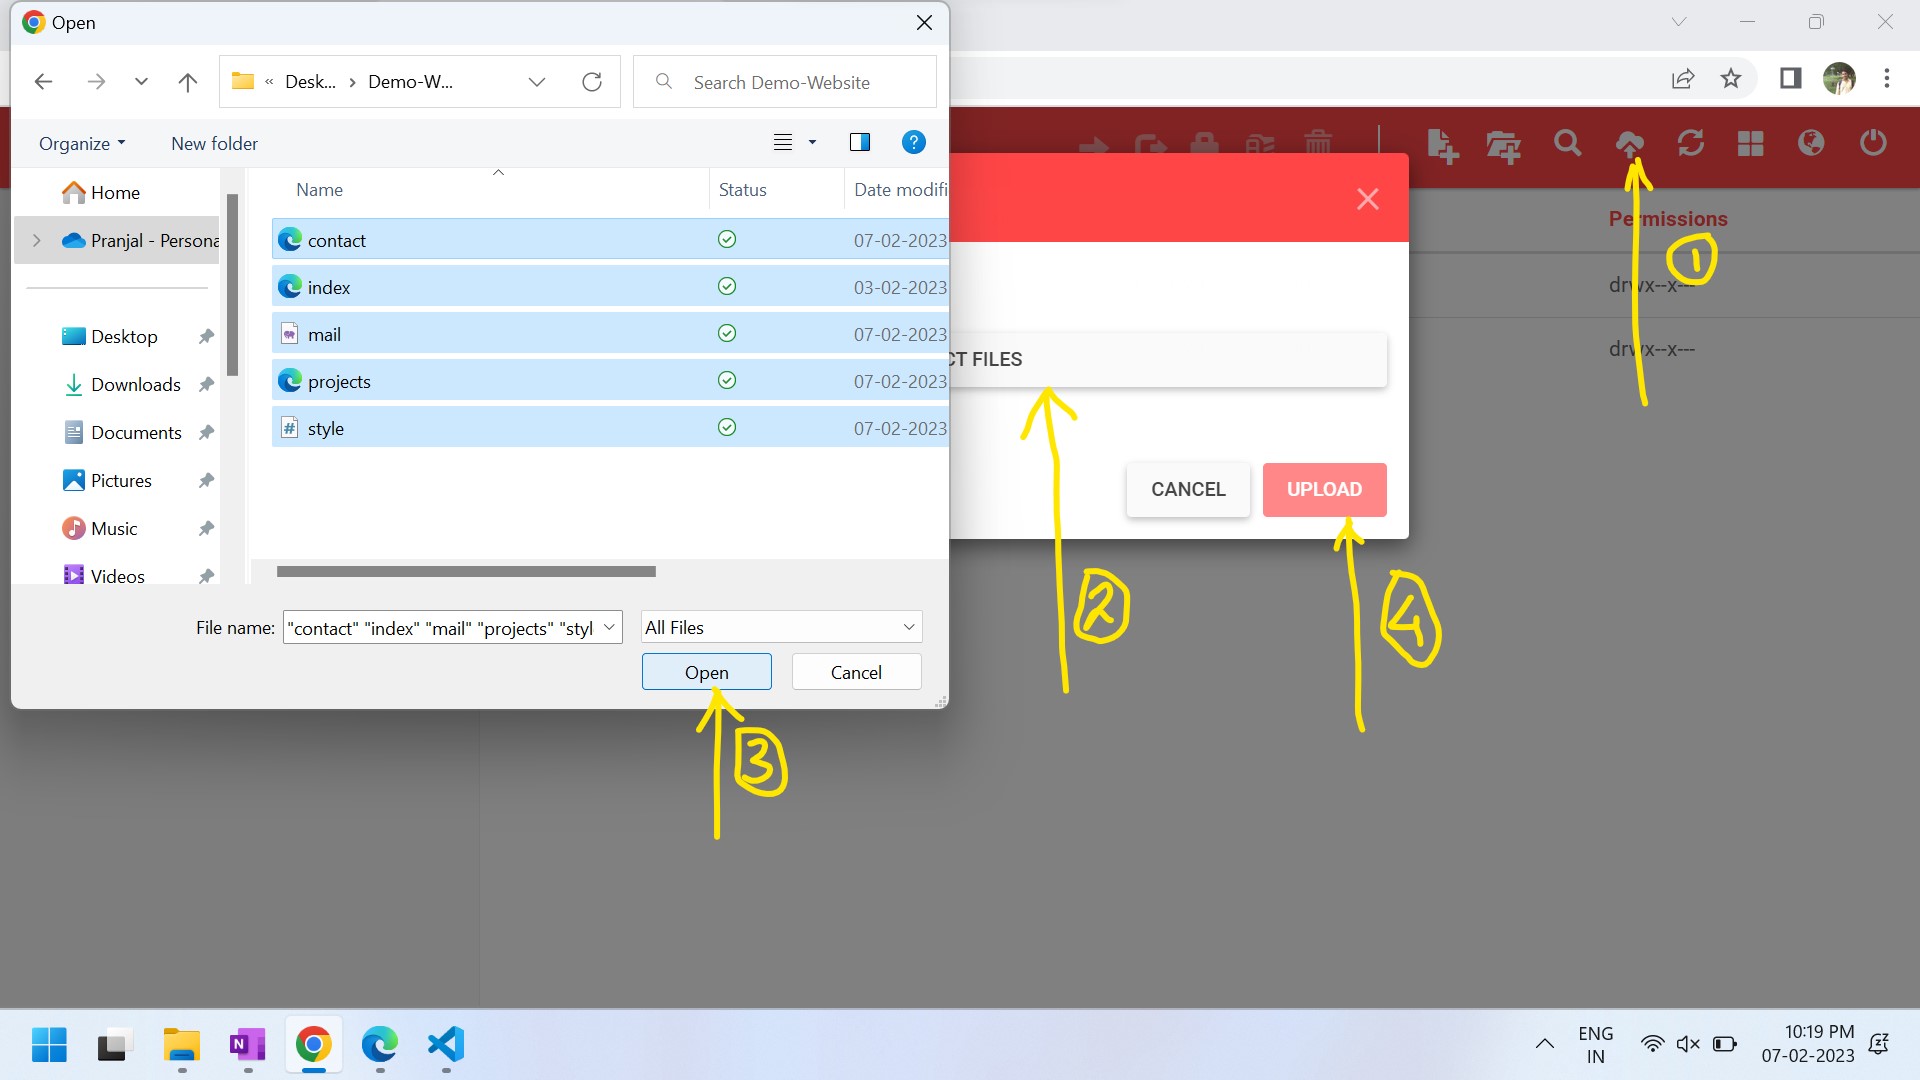 Open
« Desk... › Demo-W...
Search Demo-Website
Organize
New folder
Name
Status
Date modifi
Home
Pranjal - Persona
Desktop
Downloads
Documents
Pictures
Music
Videos
contact
07-02-2023
index
03-02-2023
mail
07-02-2023
projects
07-02-2023
style
07-02-2023
File name:
"contact" "index" "mail" "projects" "styl
All Files
Open
Cancel
Permissions
drwx--x---
drwx--x---
CT FILES
CANCEL
UPLOAD
1
2
3
4
ENG
IN
10:19 PM
07-02-2023